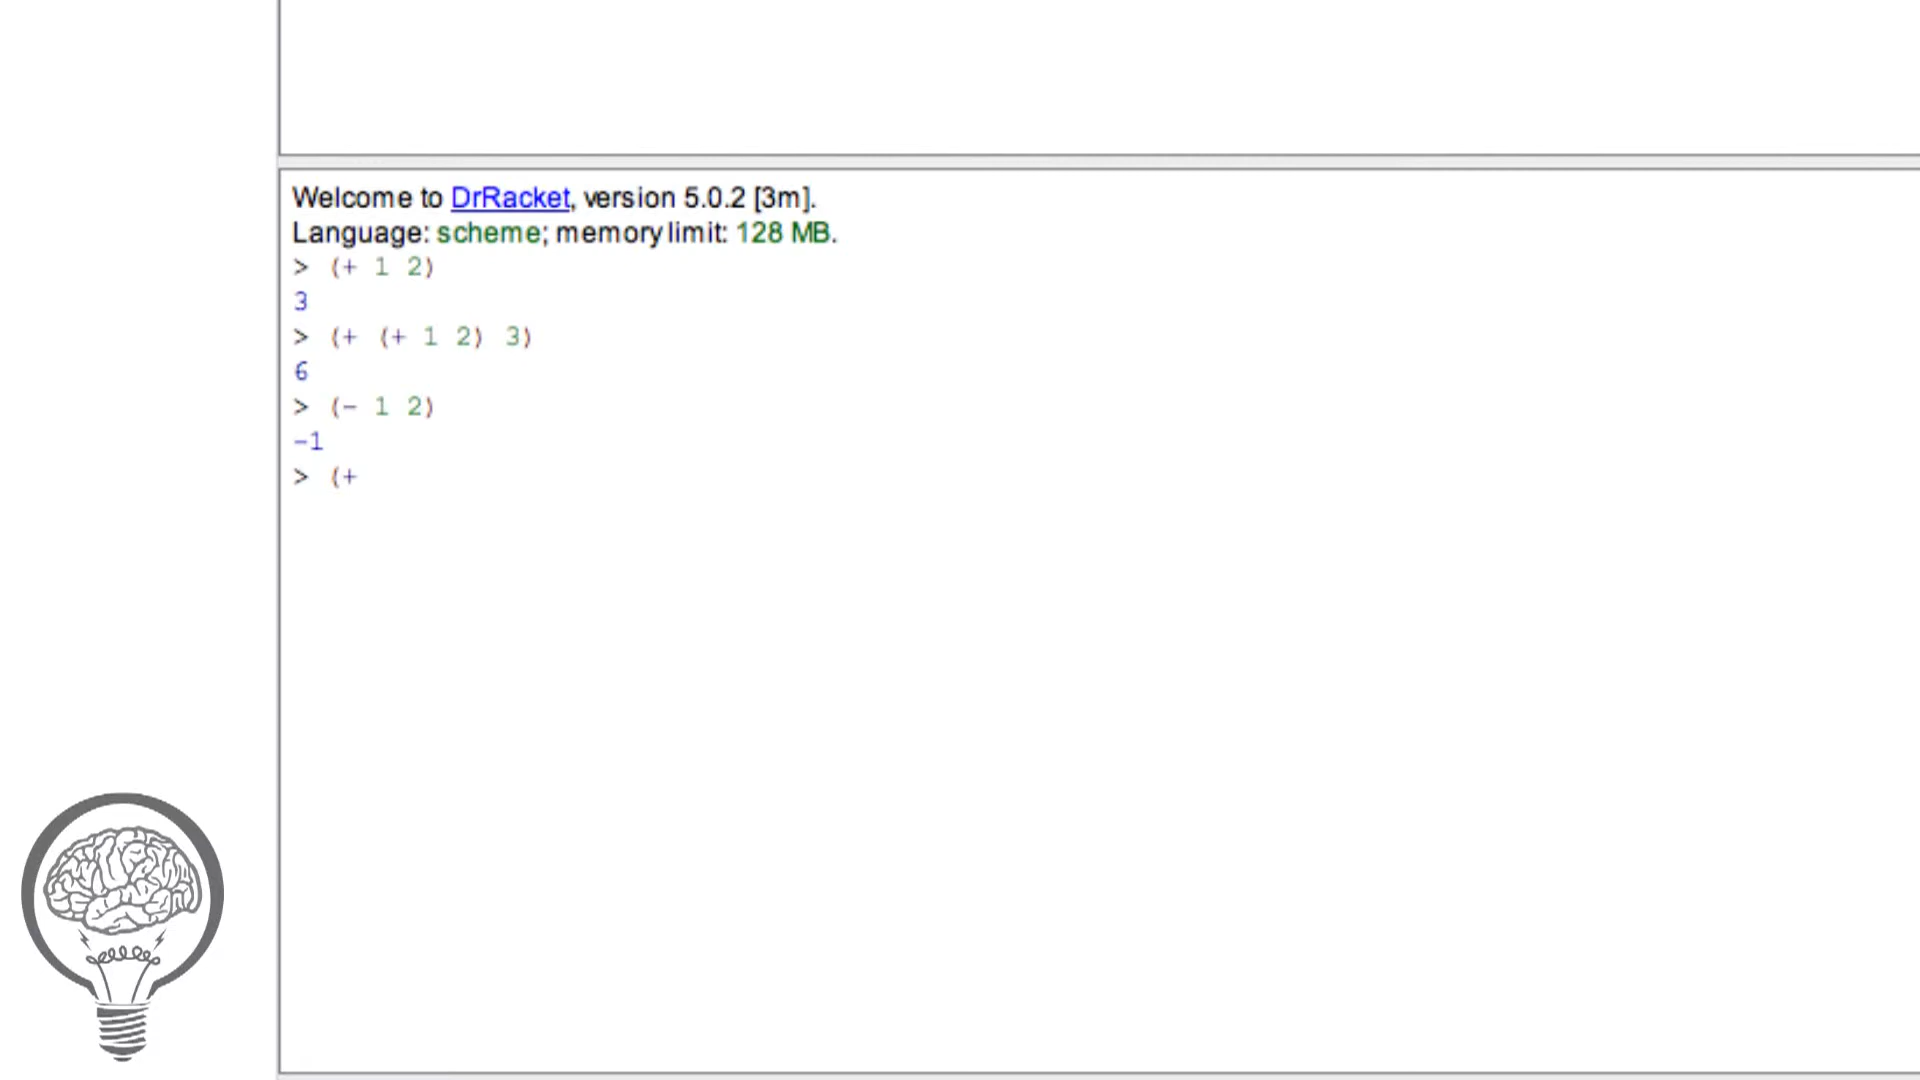 Welcome to DrRacket, version 5.0.2 [3m].
Language: scheme; memory limit: 128 MB.
> (+ 1 2)
3
> (+ (+ 1 2) 3)
6
> (- 1 2)
-1
> (+